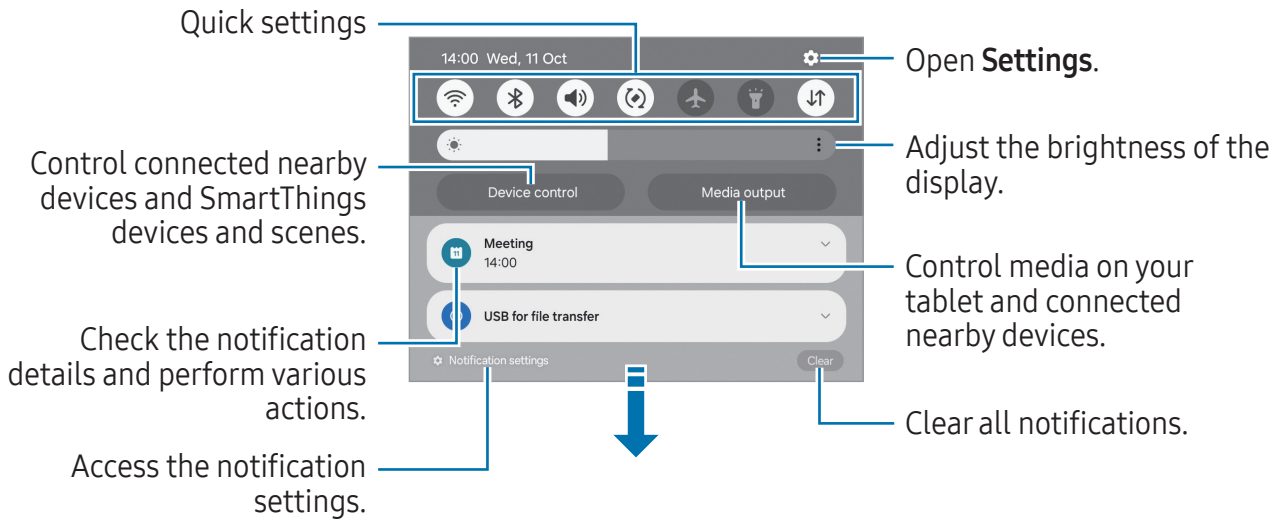 Quick settings
14:00 Wed, 11 Oct
Open Settings.
Adjust the brightness of the
display.
Control connected nearby
devices and SmartThings
devices and scenes.
Device control
Media output
Meeting
14:00
Control media on your
tablet and connected
nearby devices.
USB for file transfer
Check the notification
details and perform various
actions.
Notification settings
Clear
Clear all notifications.
Access the notification
settings.